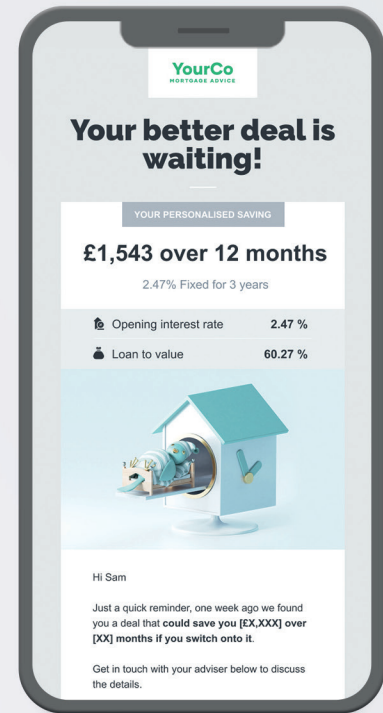 YourCo
MORTGAGE ADVICE
Your better deal is
waiting!
YOUR PERSONALISED SAVING
£1,543 over 12 months
2.47% Fixed for 3 years
Opening interest rate 2.47 %
Loan to value 60.27 %
Hi Sam
Just a quick reminder, one week ago we found
you a deal that could save you [£X,XXX] over
[XX] months if you switch onto it.
Get in touch with your adviser below to discuss
the details.